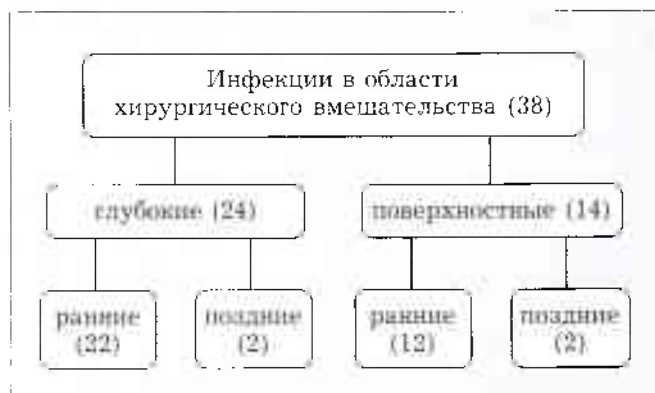 Инфекции в области
хирургического вмешательства (38)
глубокие (24)
поверхностные (14)
ранние
(22)
поздние
(2)
ранние
(12)
поздние
(2)